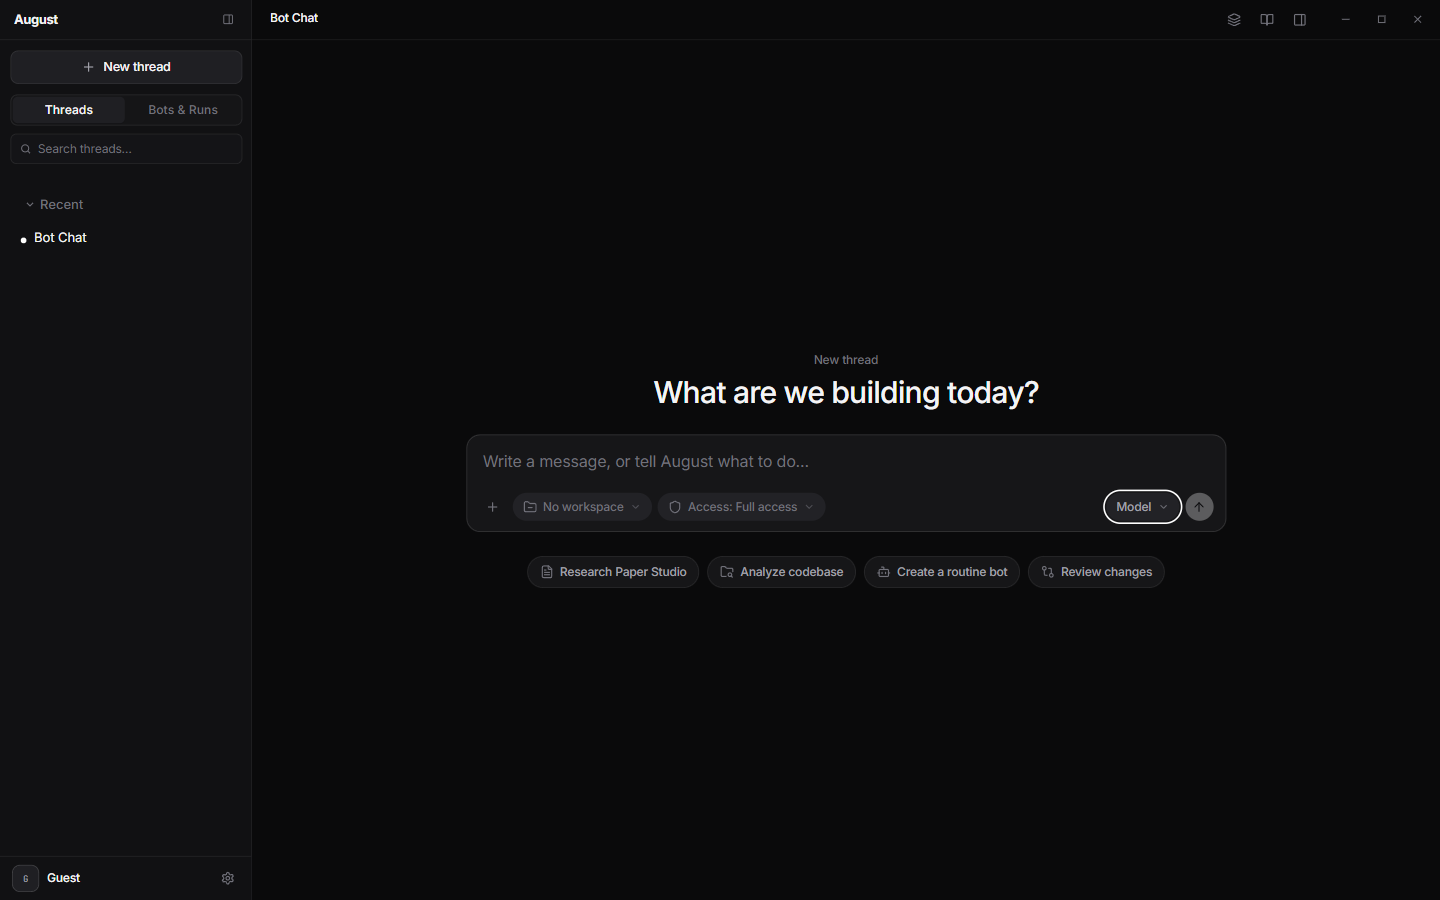 August
Bot Chat
New thread
Threads
Bots & Runs
Search threads...
Recent
Bot Chat
New thread
What are we building today?
Write a message, or tell August what to do...
No workspace
Access: Full access
Model
Research Paper Studio
Analyze codebase
Create a routine bot
Review changes
G
Guest